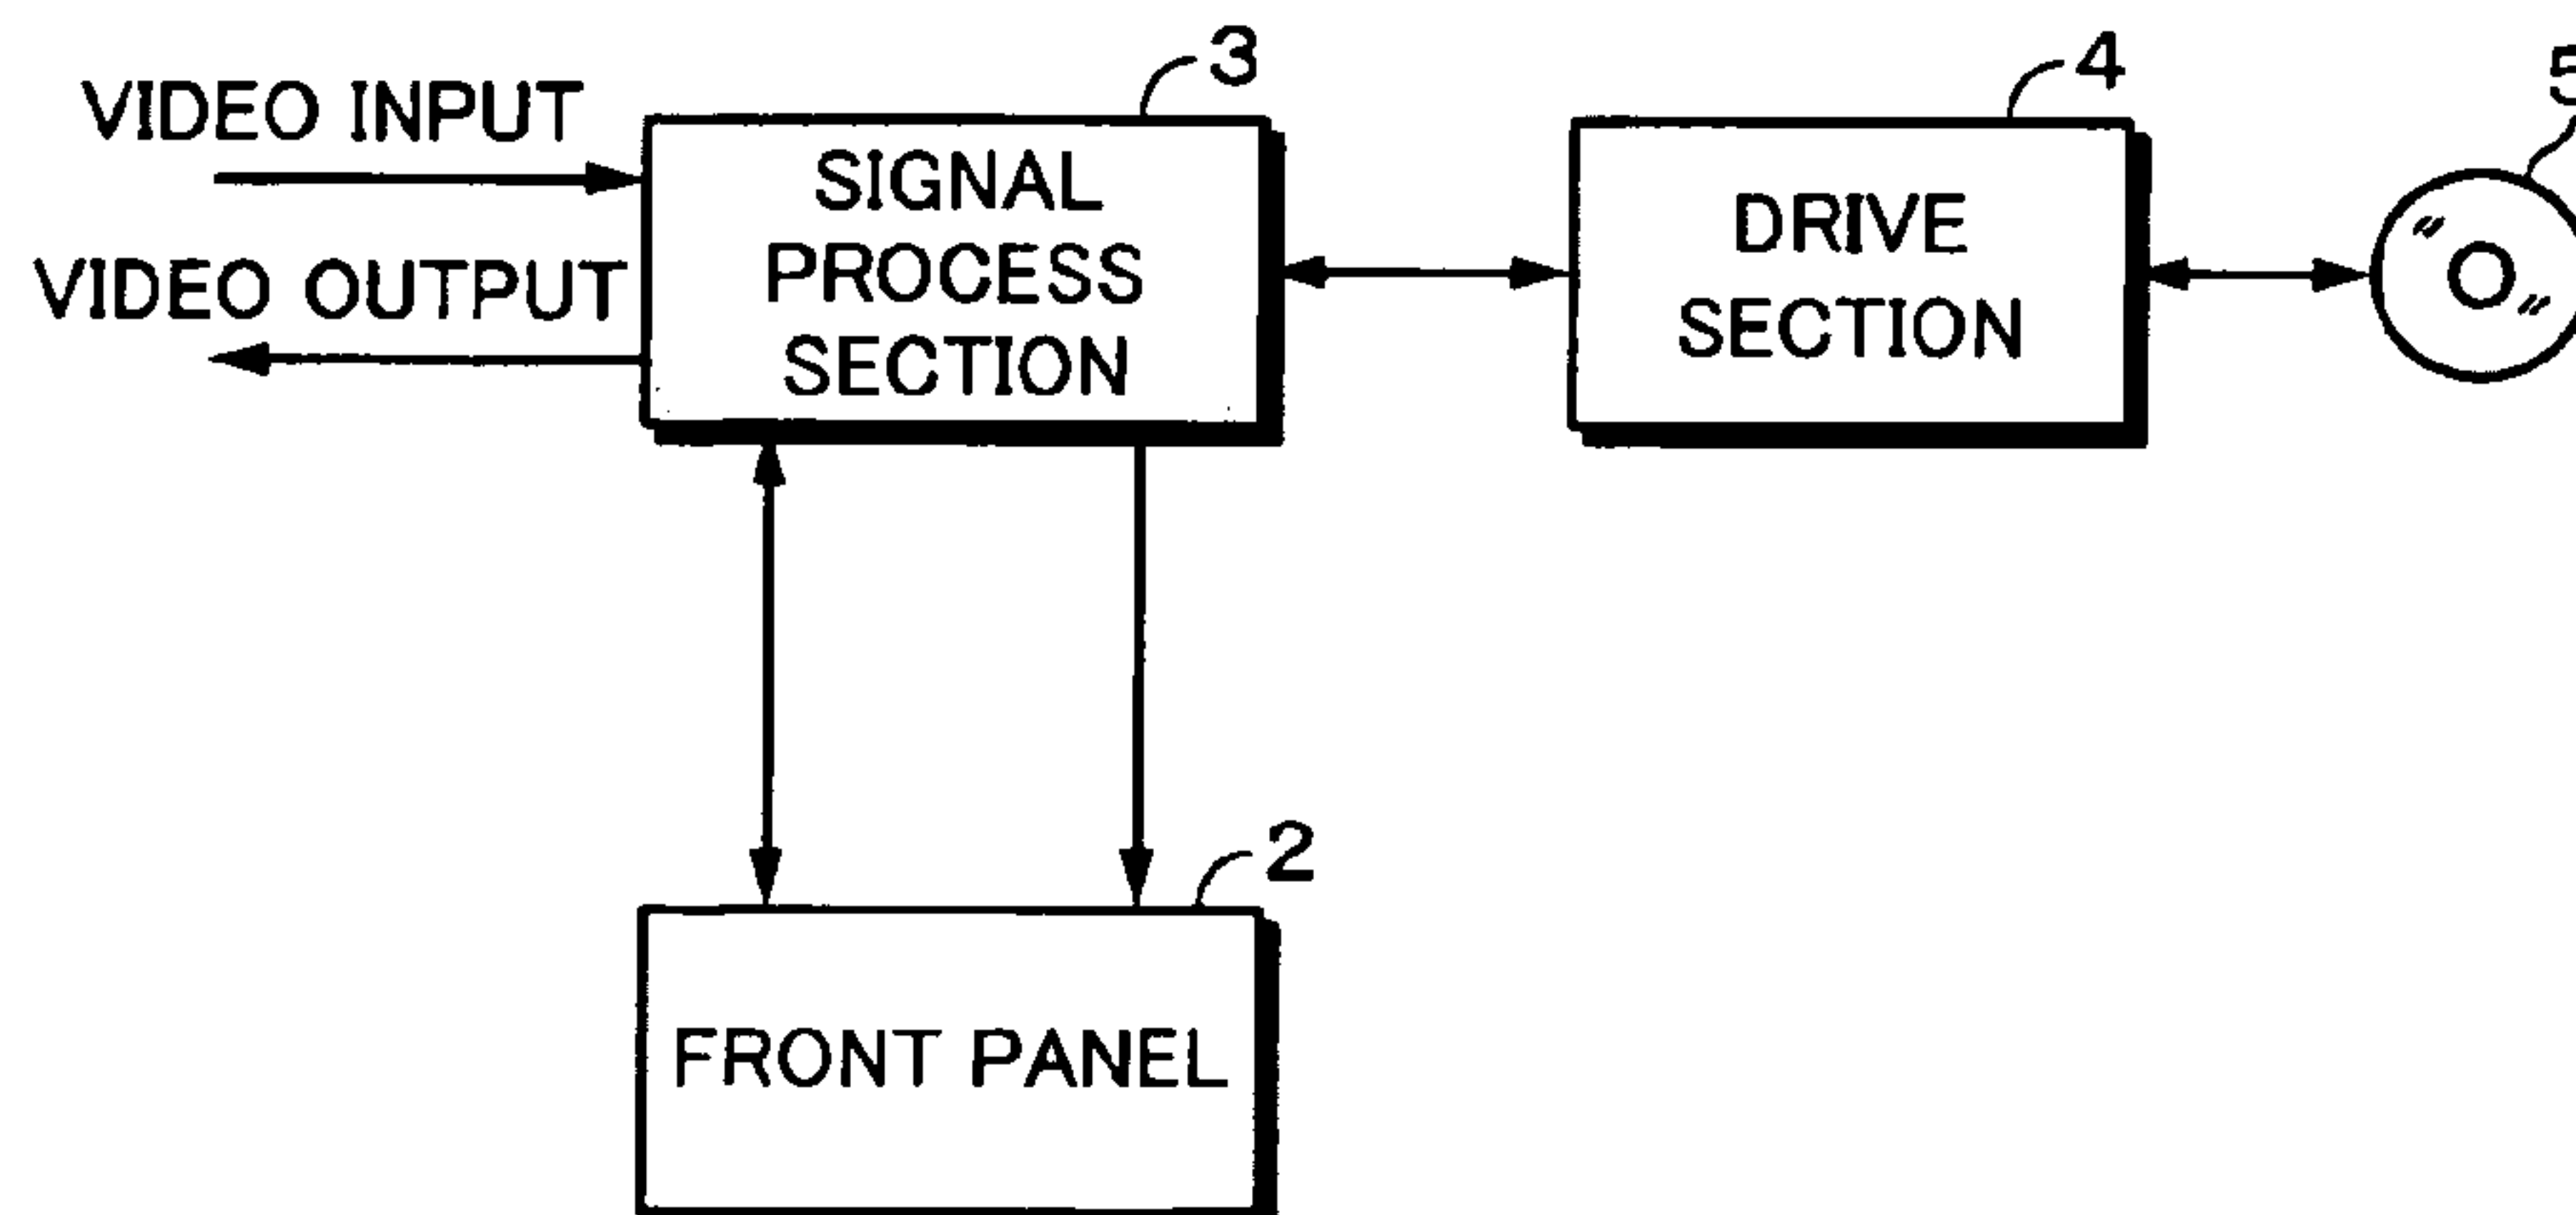 3
4
5
VIDEO INPUT
VIDEO OUTPUT
SIGNAL
PROCESS
SECTION
DRIVE
SECTION
2
FRONT PANEL